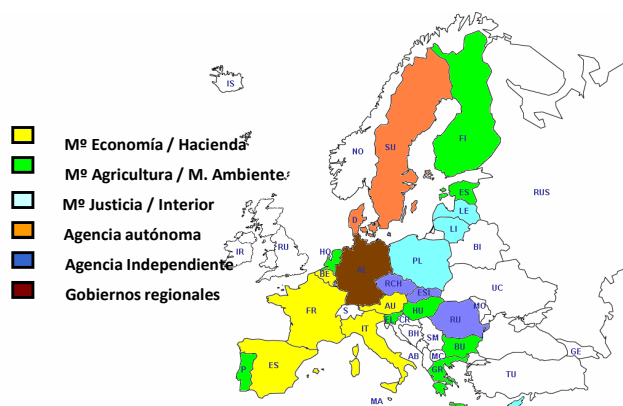 IS
Mº Economía / Hacienda
Mº Agricultura / M. Ambiente
Mº Justicia / Interior
Agencia autónoma
Agencia Independiente
Gobiernos regionales
NO
SU
FI
RUS
ES
LE
LI
D
IR
RU
HO
BE
AL
PL
BI
RCH
ESL
UC
FR
S
AU
HU
MO
RU
IT
CR
BH
SM
BU
GE
P
ES
AB
MC
GR
TU
MA